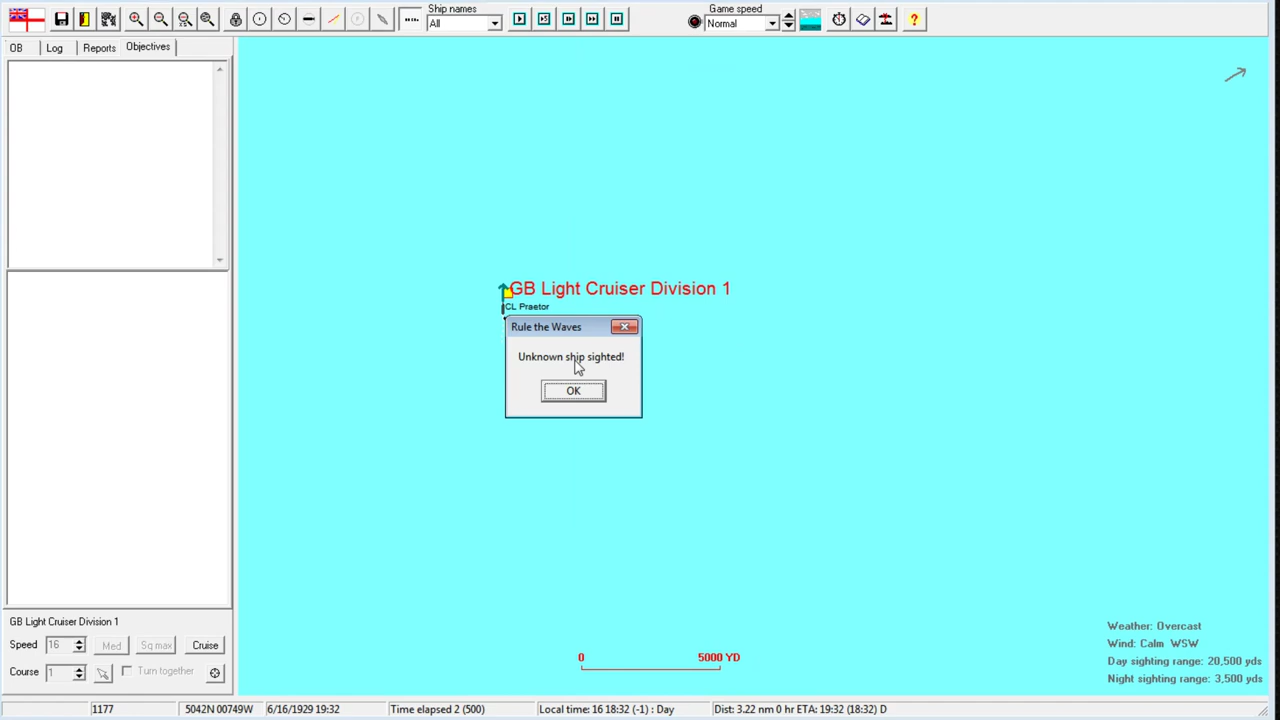 Ship names
All
Game speed
Normal
?
OB
Log
Reports
Objectives
GB Light Cruiser Division 1
CL Praetor
Rule the Waves
Unknown ship sighted!
OK
GB Light Cruiser Division 1
Speed
16
Med
Sq max
Cruise
Course
1
Turn together
0
5000 YD
Weather: Overcast
Wind: Calm WSW
Day sighting range: 20,500 yds
Night sighting range: 3,500 yds
1177
5042N 00749W
6/16/1929 19:32
Time elapsed 2 (500)
Local time: 16 18:32 (-1) : Day
Dist: 3.22 nm 0 hr ETA: 19:32 (18:32) D